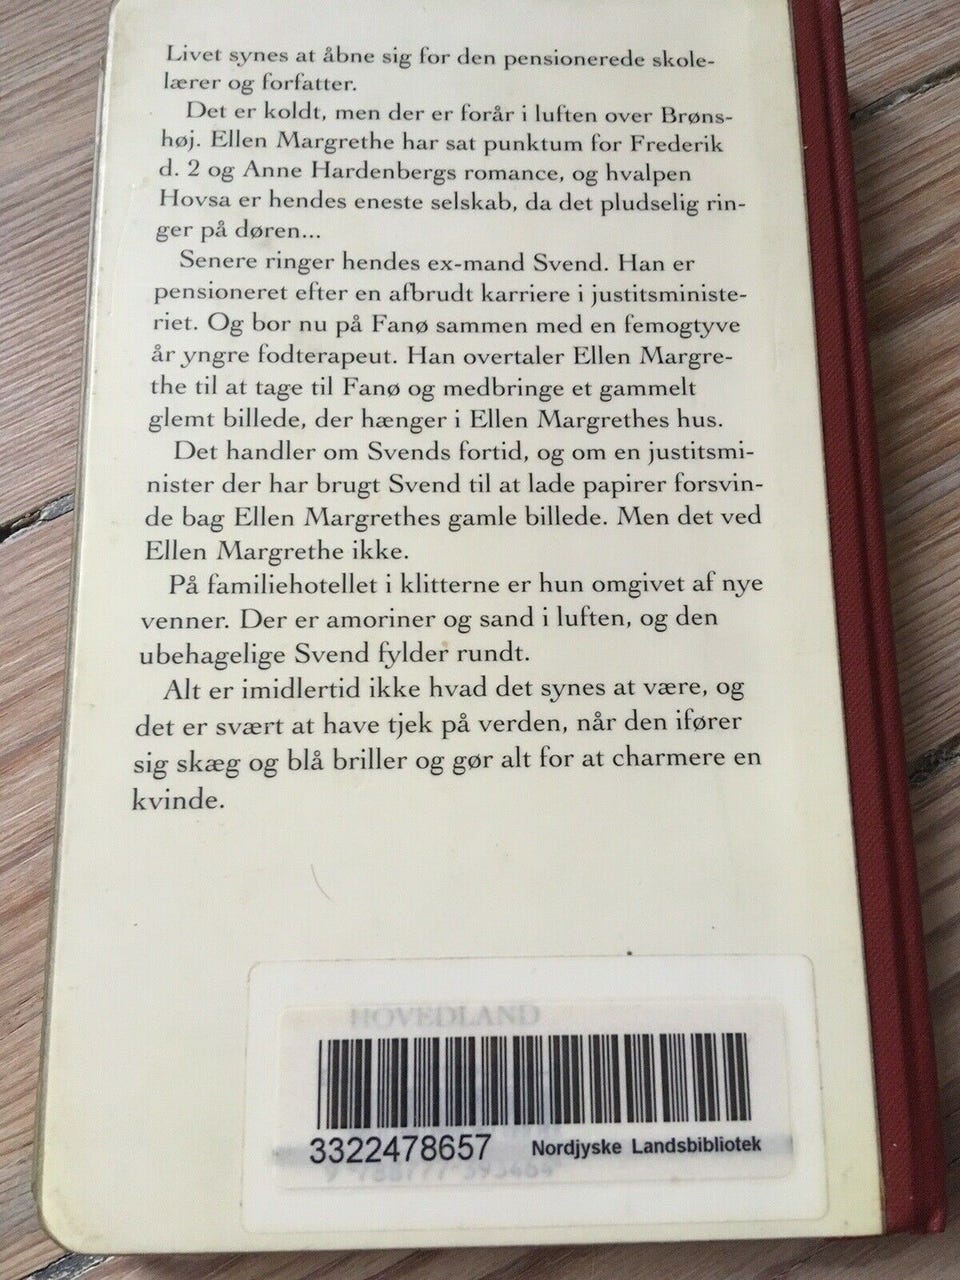 Livet synes at åbne sig for den pensionerede skole-
lærer og forfatter.
Det er koldt, men der er forår i luften over Brøns-
høj. Ellen Margrethe har sat punktum for Frederik
d. 2 og Anne Hardenbergs romance, og hvalpen
Hovsa er hendes eneste selskab, da det pludselig rin-
ger på døren...
Senere ringer hendes ex-mand Svend. Han er
pensioneret efter en afbrudt karriere i justitsministe-
riet. Og bor nu på Fanø sammen med en femogtyve
år yngre fodterapeut. Han overtaler Ellen Margre-
the til at tage til Fanø og medbringe et gammelt
glemt billede, der hænger i Ellen Margrethes hus.
Det handler om Svends fortid, og om en justitsmi-
nister der har brugt Svend til at lade papirer forsvin-
de bag Ellen Margrethes gamle billede. Men det ved
Ellen Margrethe ikke.
På familiehotellet i klitterne er hun omgivet af nye
venner. Der er amoriner og sand i luften, og den
ubehagelige Svend fylder rundt.
Alt er imidlertid ikke hvad det synes at være, og
det er svært at have tjek på verden, når den ifører
sig skæg og blå briller og gør alt for at charmere en
kvinde.
HOVEDLAND
3322478657 Nordjyske Landsbibliotek